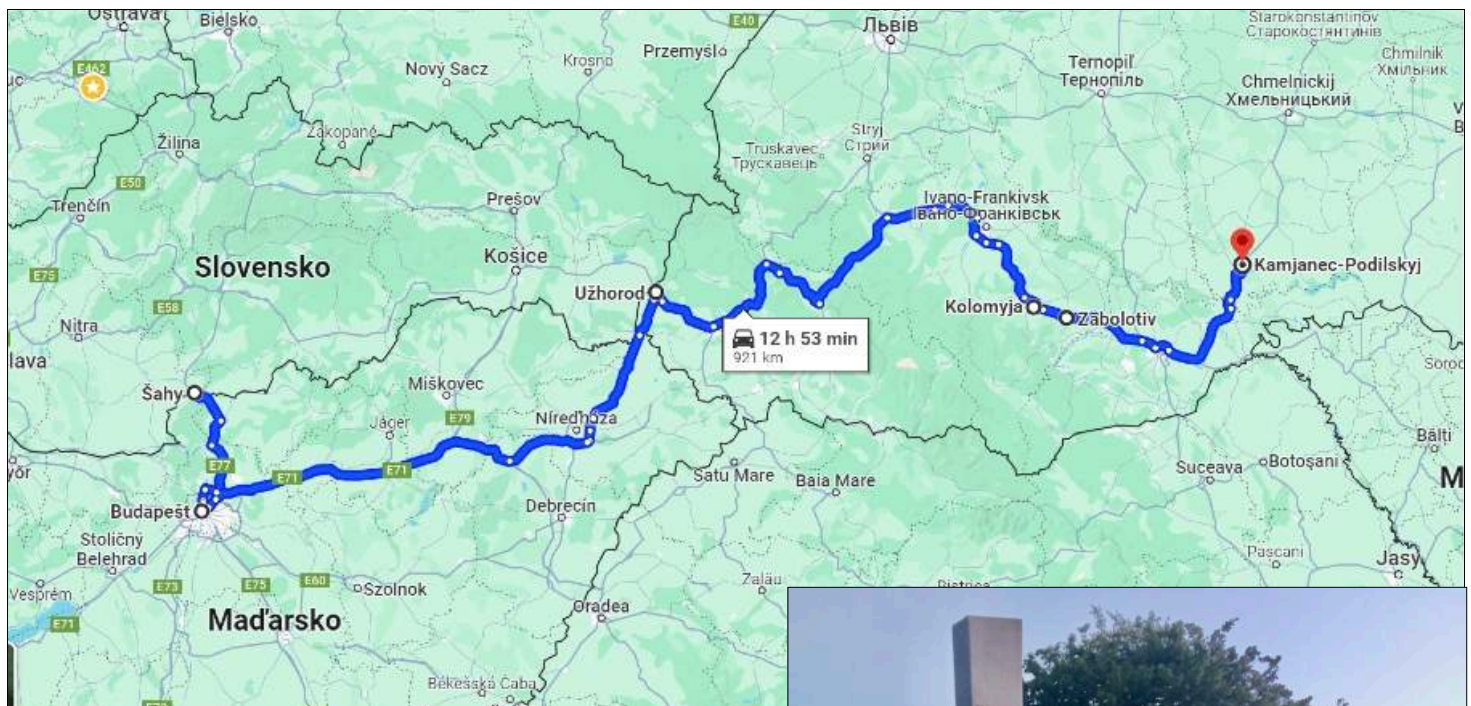 Ostrava
Bielsko
E462
Nový Sacz
Krosno
Przemyśl
E40
Львів
Starokonstantinov
Старокостянтинів
Ternopiľ
Тернопіль
Chmelnickij
Хмельницький
Chmilnik
Хмільник
Žilina
Zakopané
Stryj
Стрий
Truskavec
Трускавець
E50
Trenčín
Prešov
Ivano-Frankivsk
Івано-Франківськ
E75
Slovensko
Košice
Užhorod
Kamjanec-Podilskyj
E58
Kolomyja
Zabolotiv
Nitra
12 h 53 min
921 km
lava
Šahy
Miškovec
E79
Jáger
Níreďháza
E77
E71
E71
Satu Mare
Baia Mare
Suceava
Botoșani
Bălți
Budapešť
Debrecín
Stoličný
Belehrad
E73
E75
E60
Szolnok
Zalău
Pascani
Jasy
Vesprém
E71
Maďarsko
Oradea
Békešská Čaba